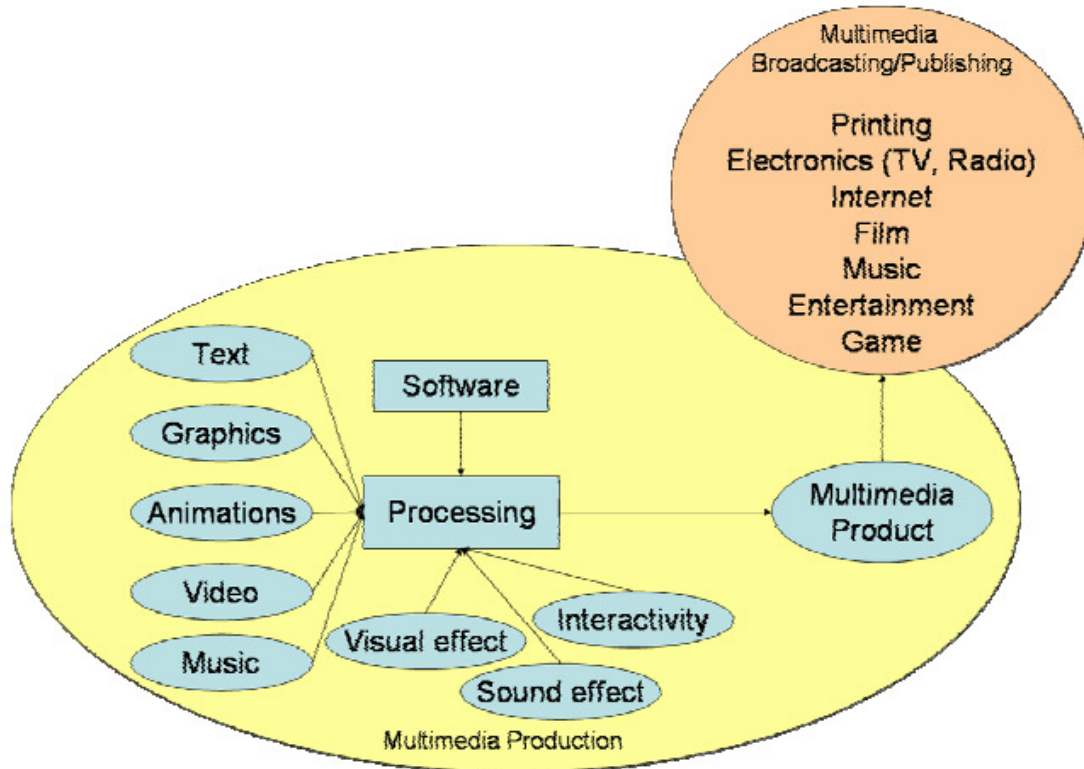 Multimedia
Broadcasting/Publishing
Printing
Electronics (TV, Radio)
Internet
Film
Music
Entertainment
Game
Text
Graphics
Animations
Video
Music
Software
Processing
Visual effect
Sound effect
Interactivity
Multimedia
Product
Multimedia Production